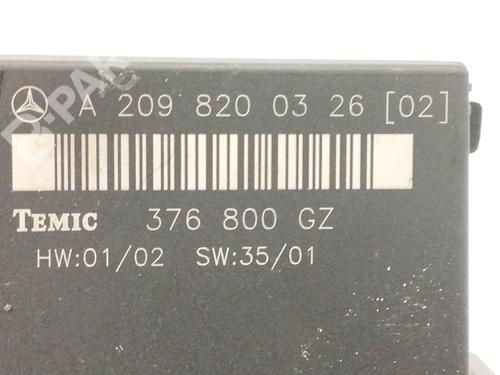 A 209 820 03 26 [02]
TEMIC 376 800 GZ
HW:01/02 SW:35/01